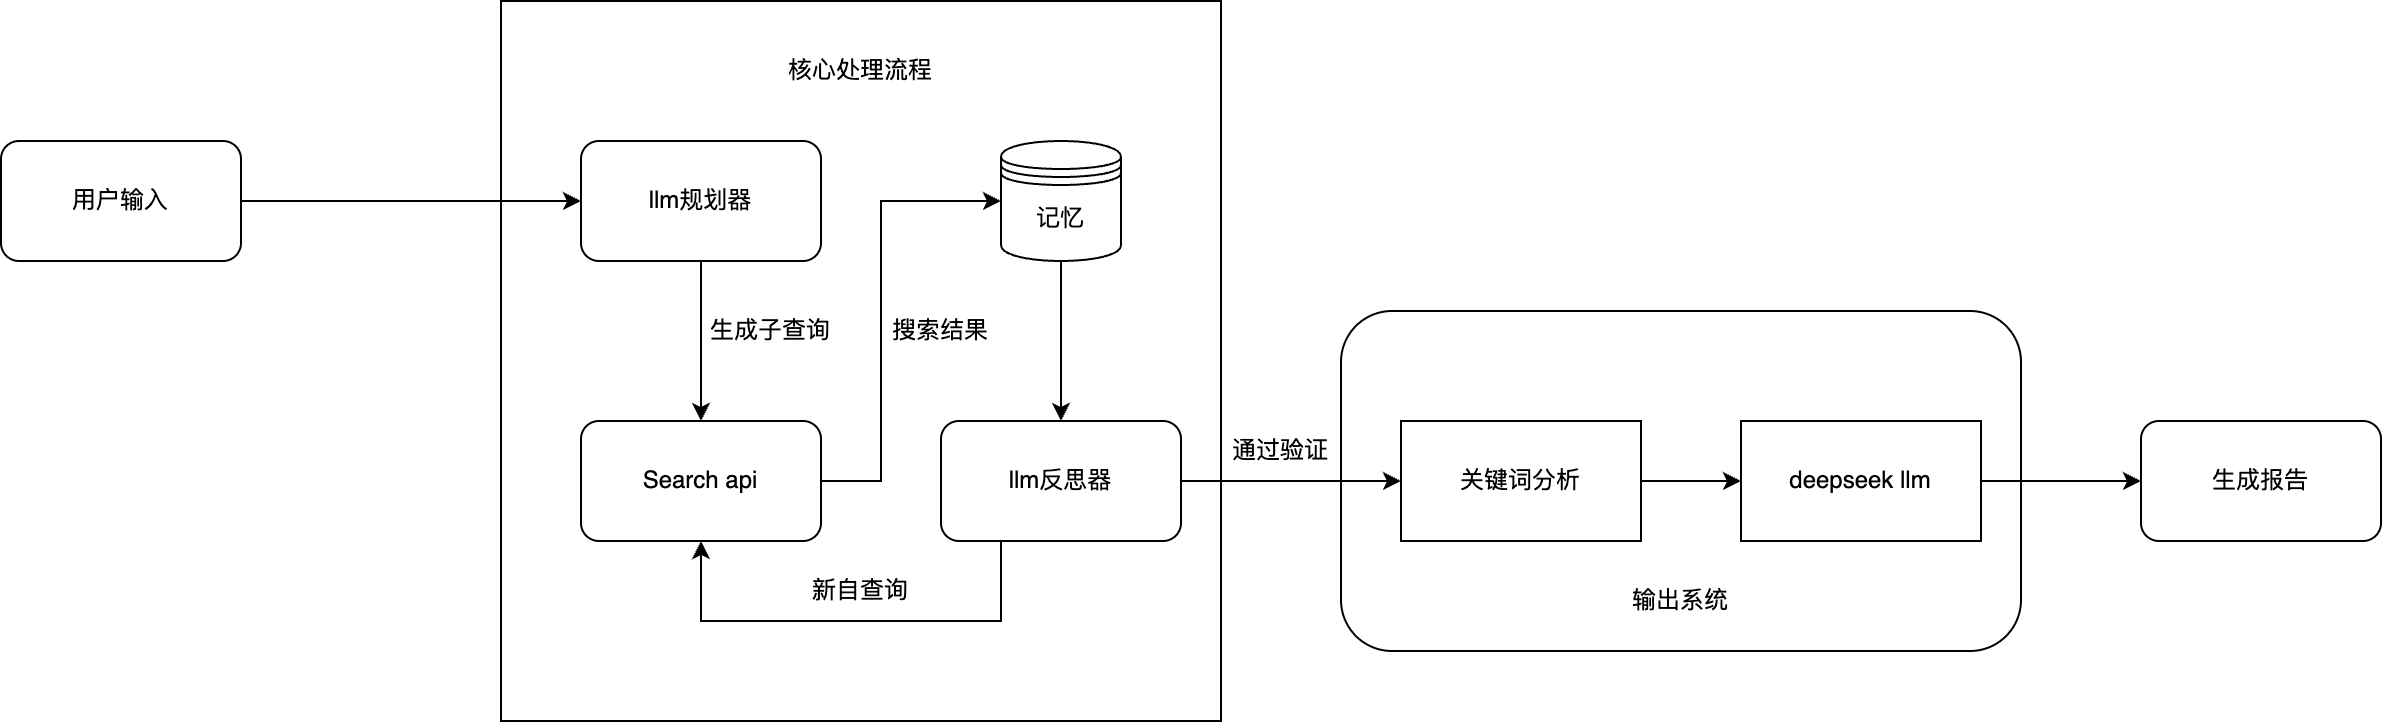 核心处理流程
用户输入
llm规划器
记忆
生成子查询
搜索结果
Search api
llm反思器
通过验证
关键词分析
deepseek llm
生成报告
新自查询
输出系统